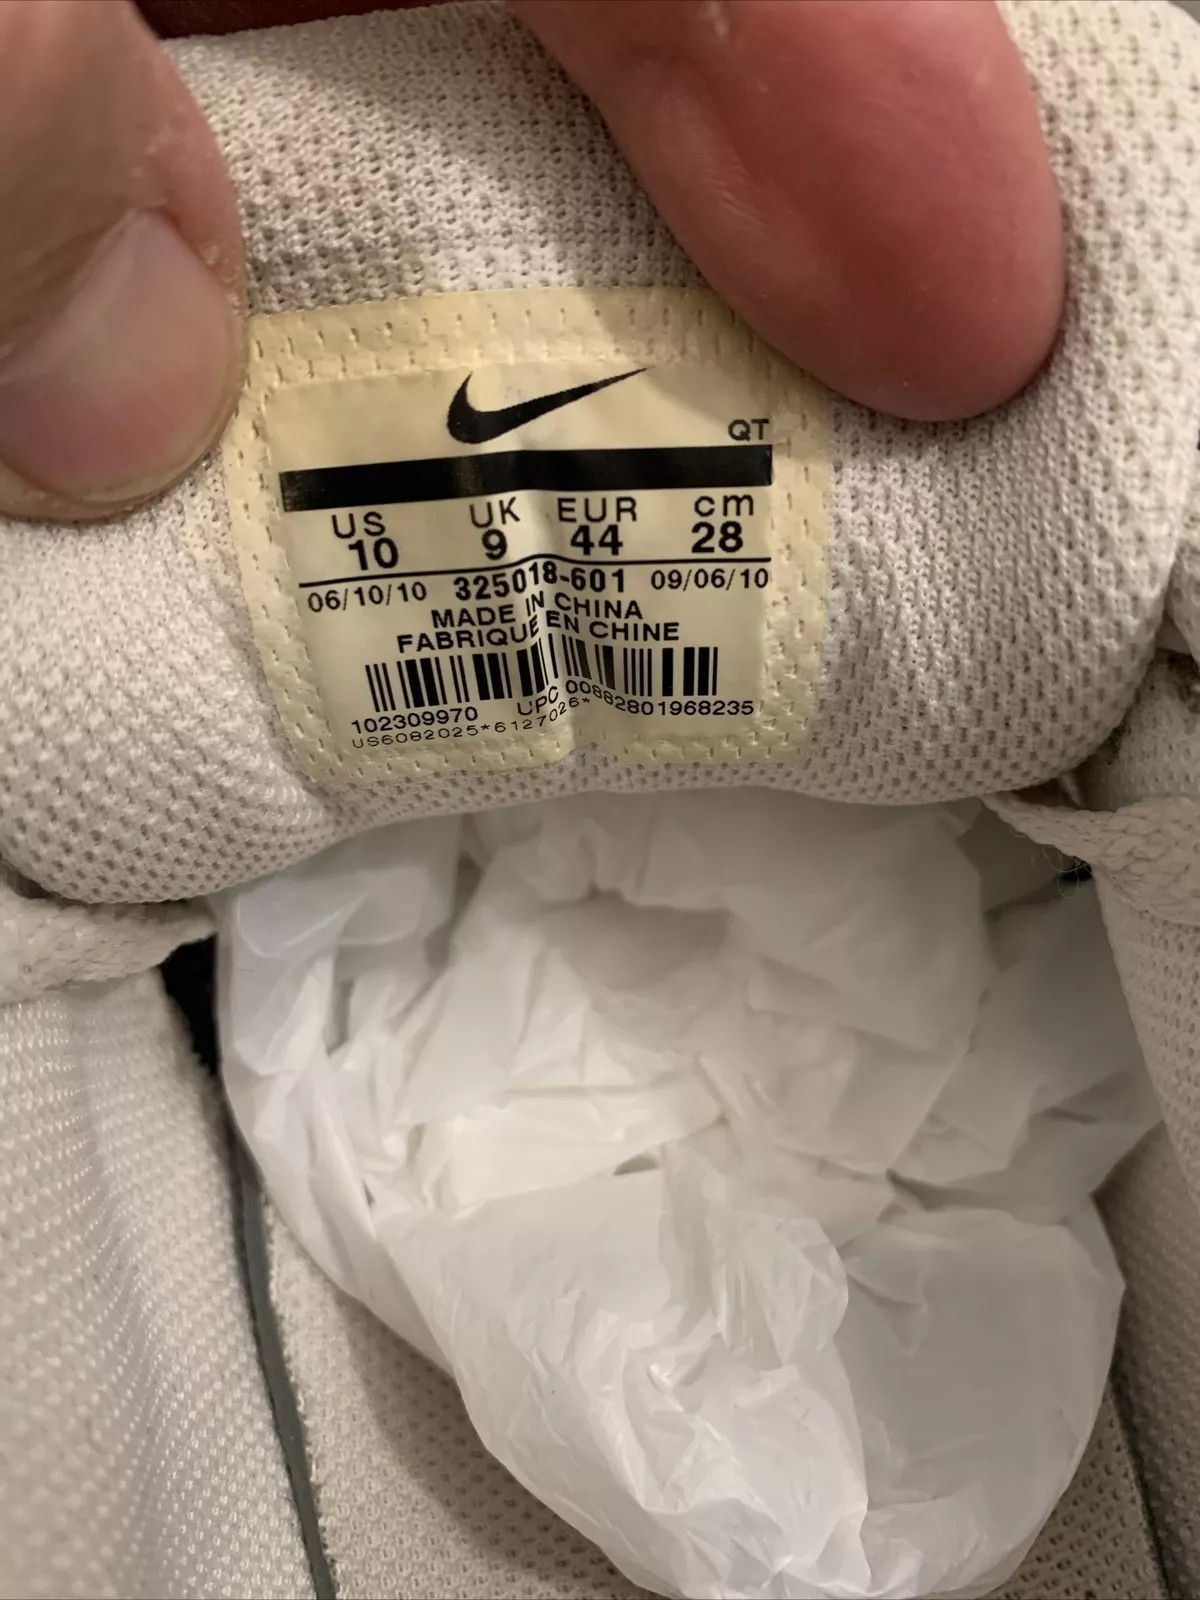 QT
US UK EUR cm
10 9 44 28
06/10/10 325018-601 09/06/10
MADE IN CHINA
FABRIQUE EN CHINE
102309970 UPC 00882801968235
US6082025*6127026*